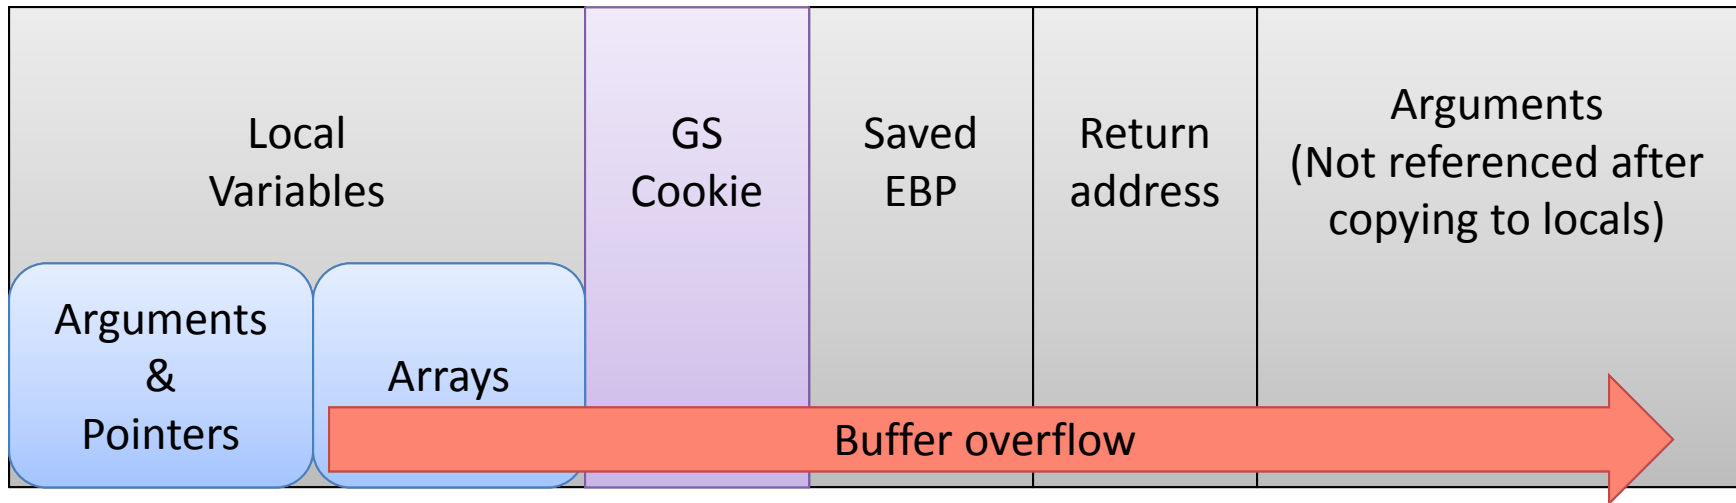 Local
Variables
GS
Cookie
Saved
EBP
Return
address
Arguments
(Not referenced after
copying to locals)
Arguments
&
Pointers
Arrays
Buffer overflow